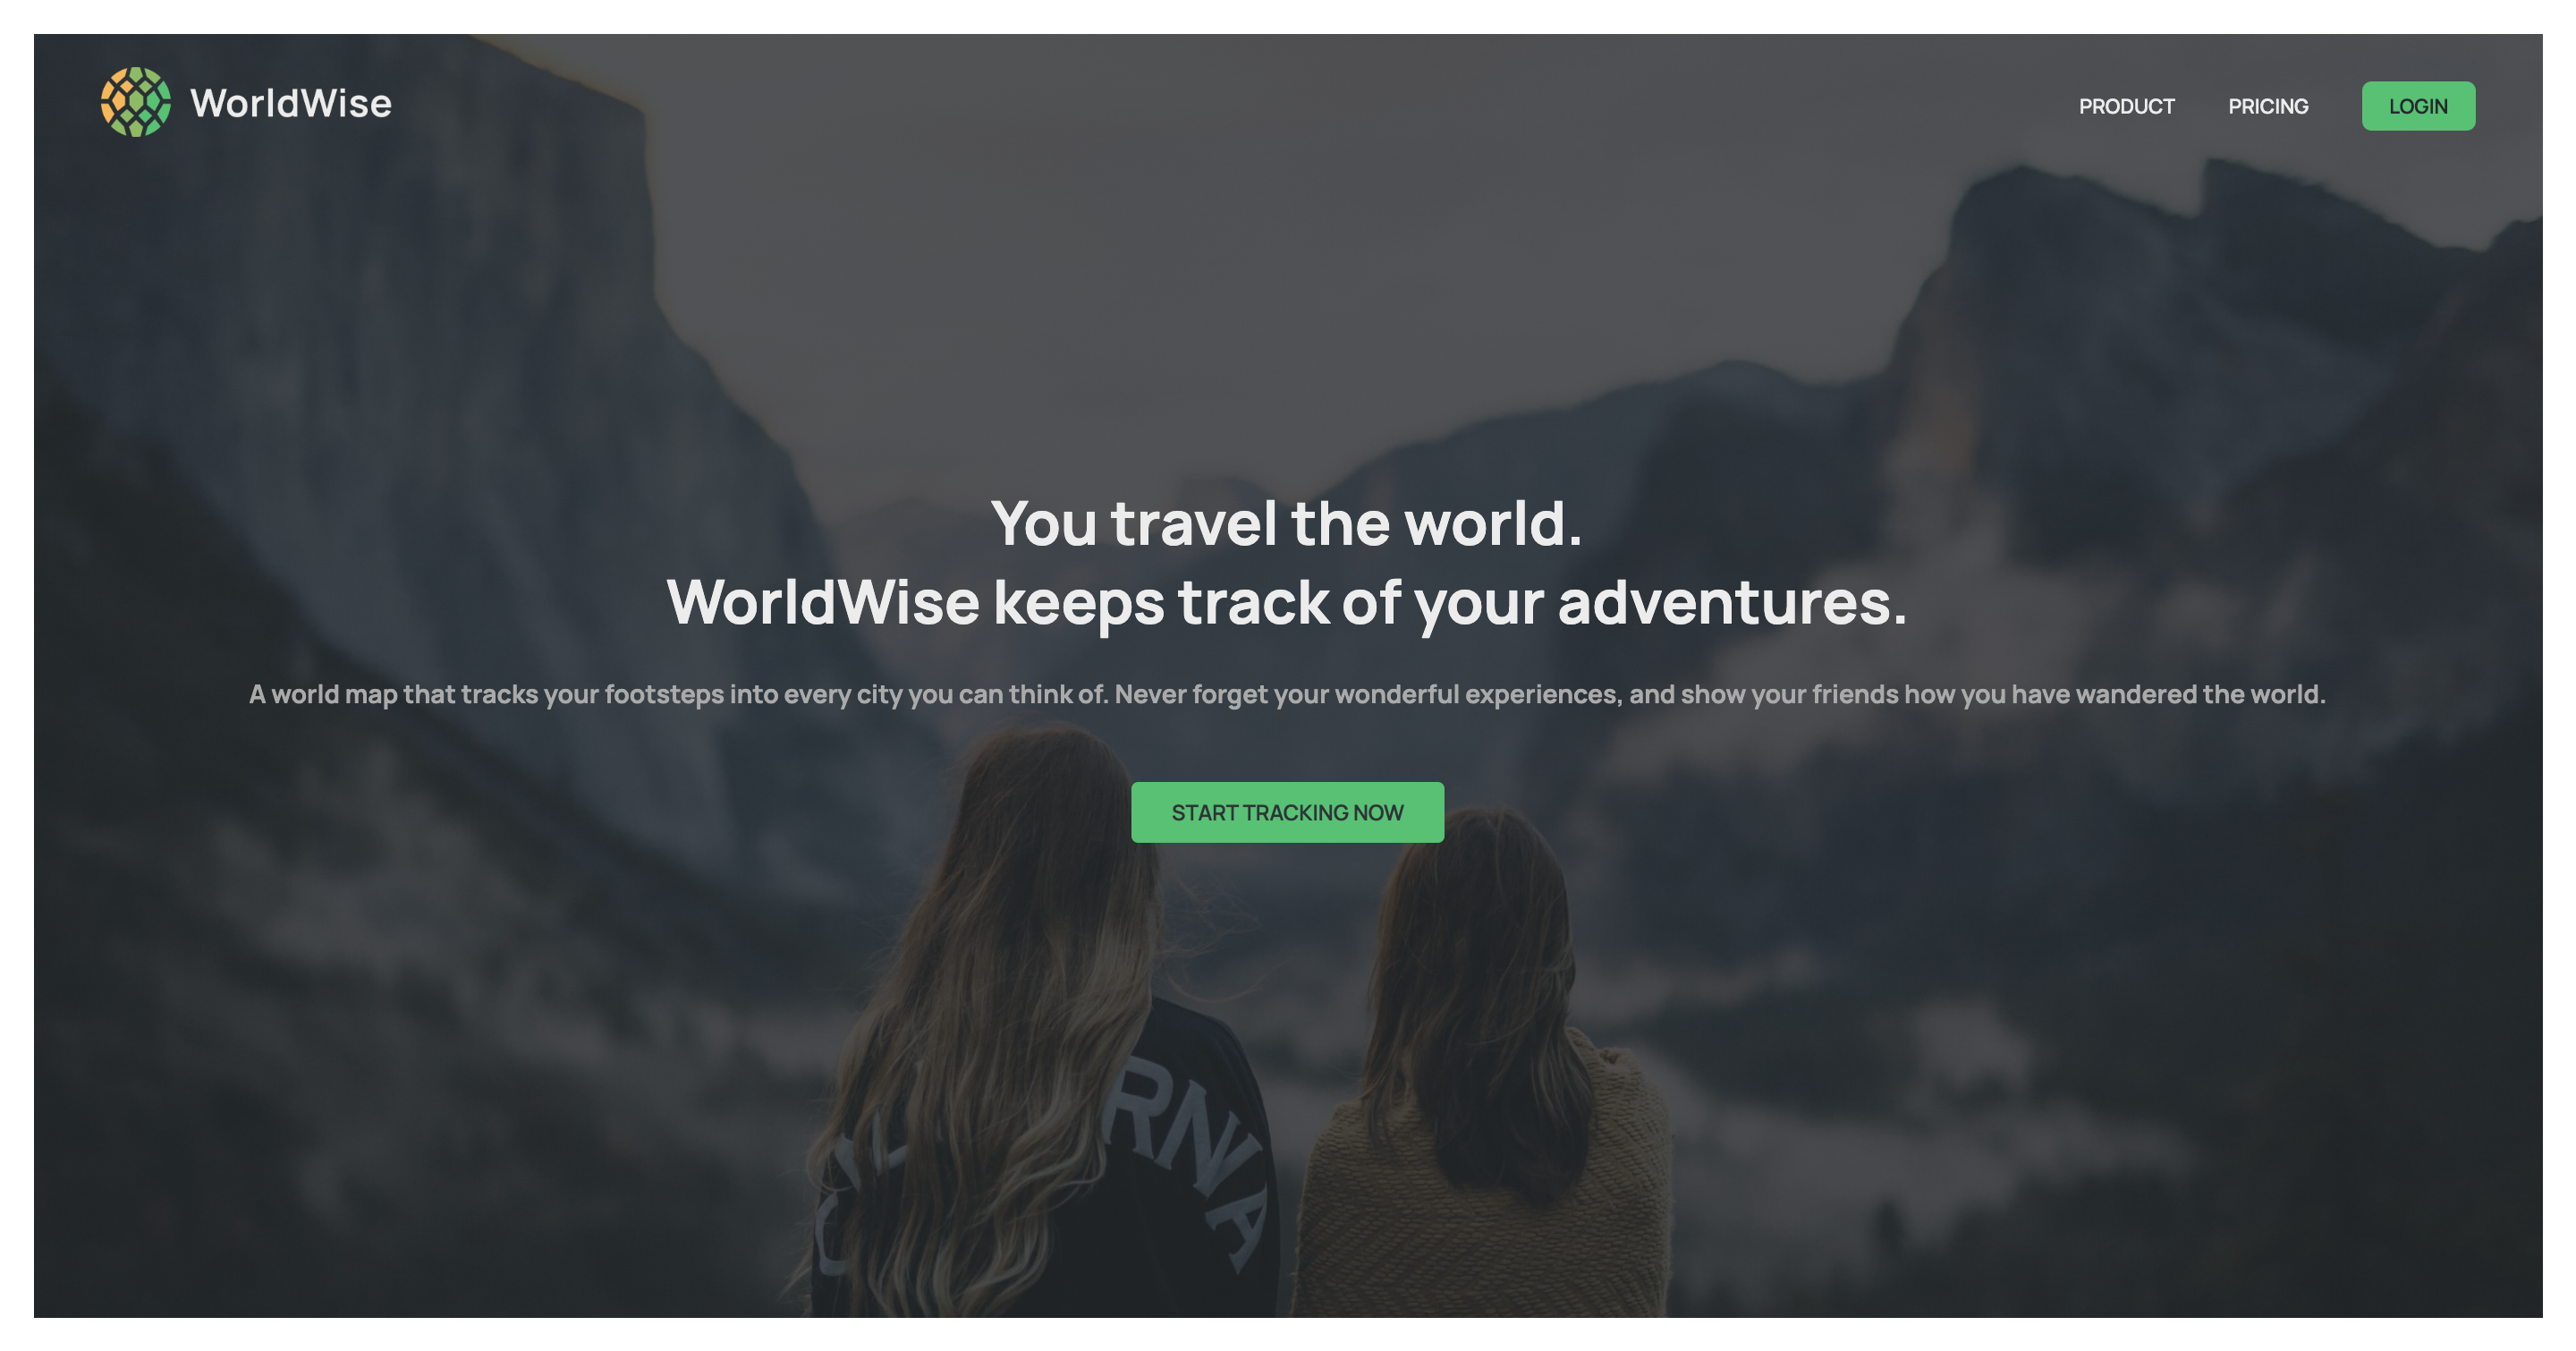 WorldWise
PRODUCT
PRICING
LOGIN
You travel the world.
WorldWise keeps track of your adventures.
A world map that tracks your footsteps into every city you can think of. Never forget your wonderful experiences, and show your friends how you have wandered the world.
START TRACKING NOW
RNIA